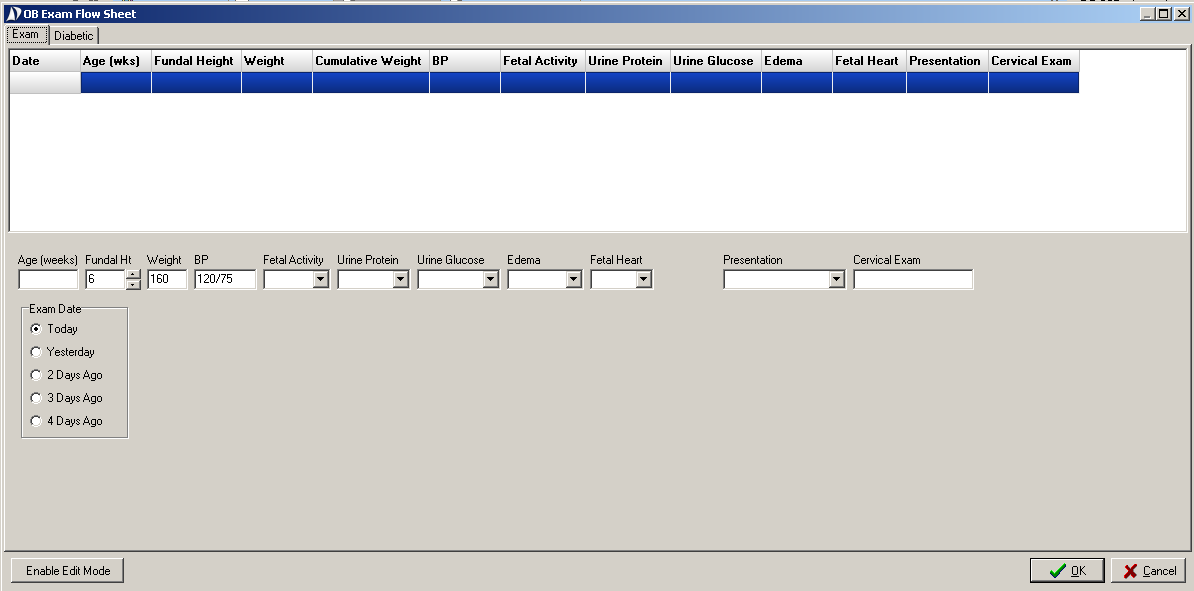 OB Exam Flow Sheet
Exam Diabetic
Date Age (wks) Fundal Height Weight Cumulative Weight BP Fetal Activity Urine Protein Urine Glucose Edema Fetal Heart Presentation Cervical Exam
Age (weeks) Fundal Ht Weight BP Fetal Activity Urine Protein Urine Glucose Edema Fetal Heart Presentation Cervical Exam
6 160 120/75
Exam Date
Today
Yesterday
2 Days Ago
3 Days Ago
4 Days Ago
Enable Edit Mode OK Cancel